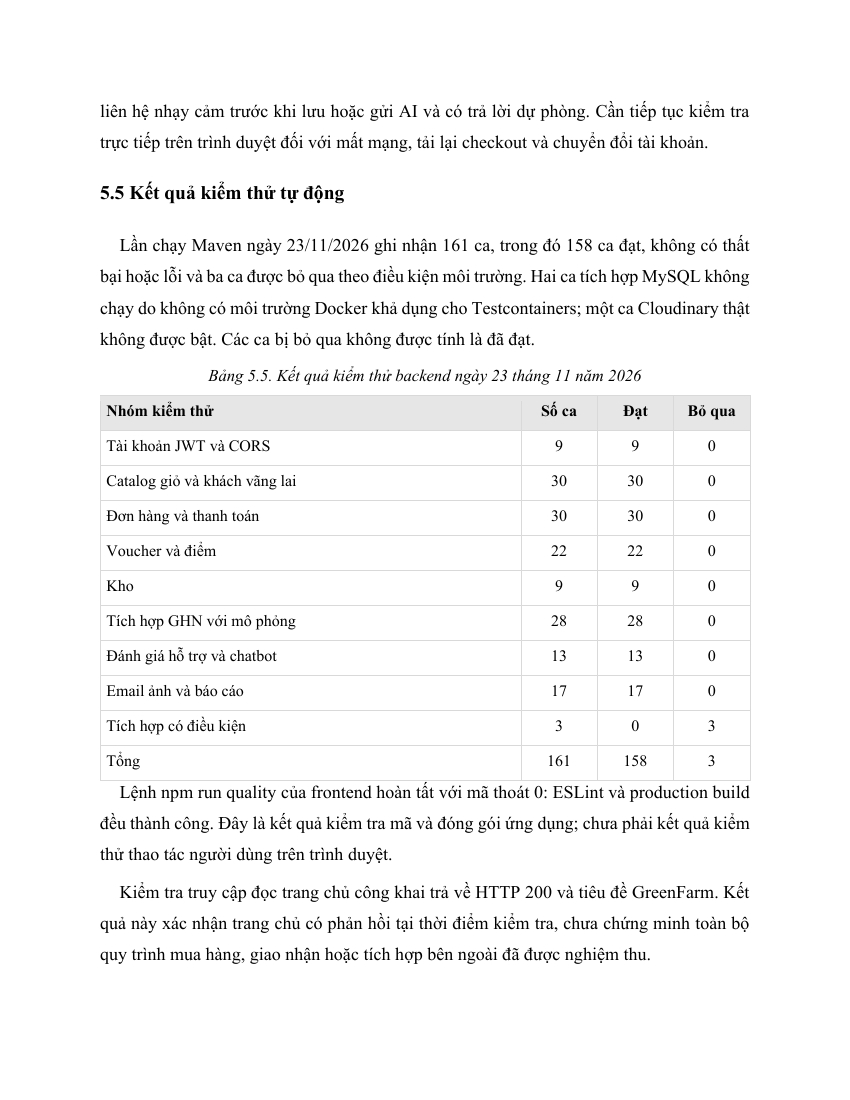 liên hệ nhạy cảm trước khi lưu hoặc gửi AI và có trả lời dự phòng. Cần tiếp tục kiểm tra
trực tiếp trên trình duyệt đối với mất mạng, tải lại checkout và chuyển đổi tài khoản.
5.5 Kết quả kiểm thử tự động
Lần chạy Maven ngày 23/11/2026 ghi nhận 161 ca, trong đó 158 ca đạt, không có thất
bại hoặc lỗi và ba ca được bỏ qua theo điều kiện môi trường. Hai ca tích hợp MySQL không
chạy do không có môi trường Docker khả dụng cho Testcontainers; một ca Cloudinary thật
không được bật. Các ca bị bỏ qua không được tính là đã đạt.
Bảng 5.5. Kết quả kiểm thử backend ngày 23 tháng 11 năm 2026
Nhóm kiểm thử Số ca Đạt Bỏ qua
Tài khoản JWT và CORS 9 9 0
Catalog giỏ và khách vãng lai 30 30 0
Đơn hàng và thanh toán 30 30 0
Voucher và điểm 22 22 0
Kho 9 9 0
Tích hợp GHN với mô phỏng 28 28 0
Đánh giá hỗ trợ và chatbot 13 13 0
Email ảnh và báo cáo 17 17 0
Tích hợp có điều kiện 3 0 3
Tổng 161 158 3
Lệnh npm run quality của frontend hoàn tất với mã thoát 0: ESLint và production build
đều thành công. Đây là kết quả kiểm tra mã và đóng gói ứng dụng; chưa phải kết quả kiểm
thử thao tác người dùng trên trình duyệt.
Kiểm tra truy cập đọc trang chủ công khai trả về HTTP 200 và tiêu đề GreenFarm. Kết
quả này xác nhận trang chủ có phản hồi tại thời điểm kiểm tra, chưa chứng minh toàn bộ
quy trình mua hàng, giao nhận hoặc tích hợp bên ngoài đã được nghiệm thu.